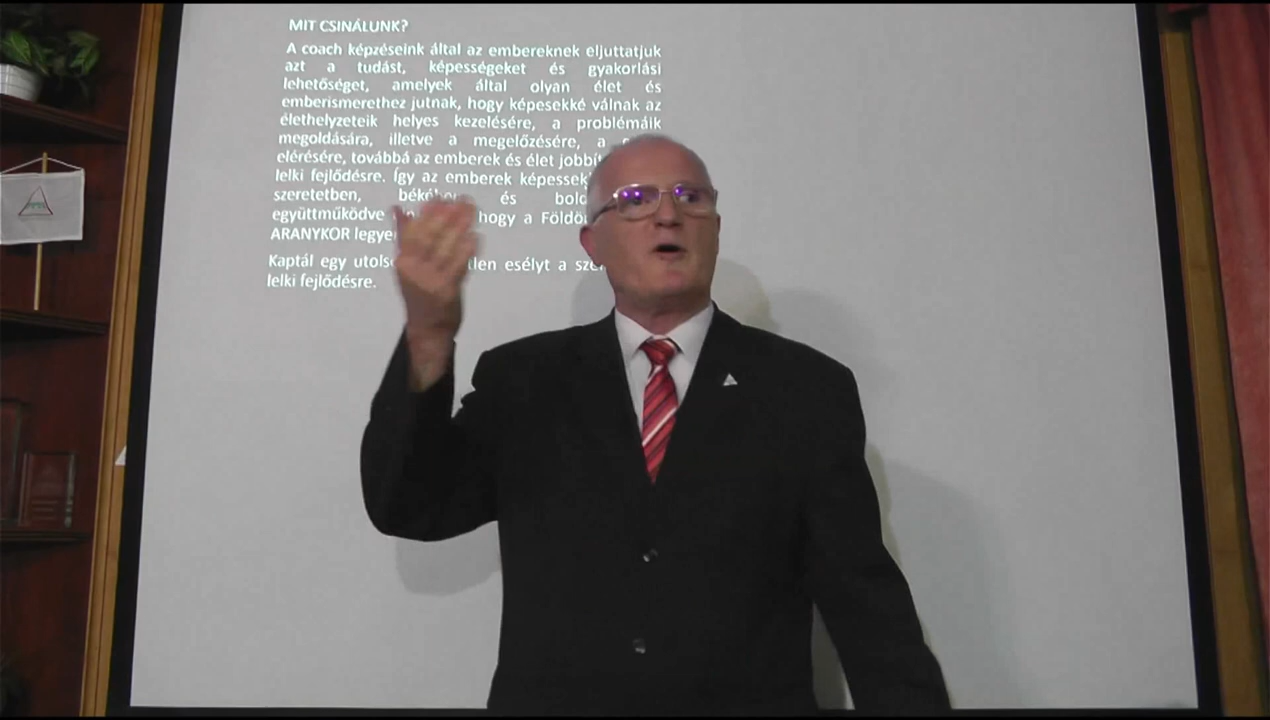 MIT CSINÁLUNK?
A coach képzéseink által az embereknek eljuttatjuk
azt a tudást, képességeket és gyakorlási
lehetőséget, amelyek által olyan élet és
emberismerethez jutnak, hogy képesekké válnak az
élethelyzeteik helyes kezelésére, a problémáik
megoldására, illetve a megelőzésére, a
elérésére, továbbá az emberek és élet
lelki fejlődésre. Így az emberek
szeretetben, és
együttműködve hogy a
ARANYKOR
Kaptál egy esélyt a
lelki fejlődésre.